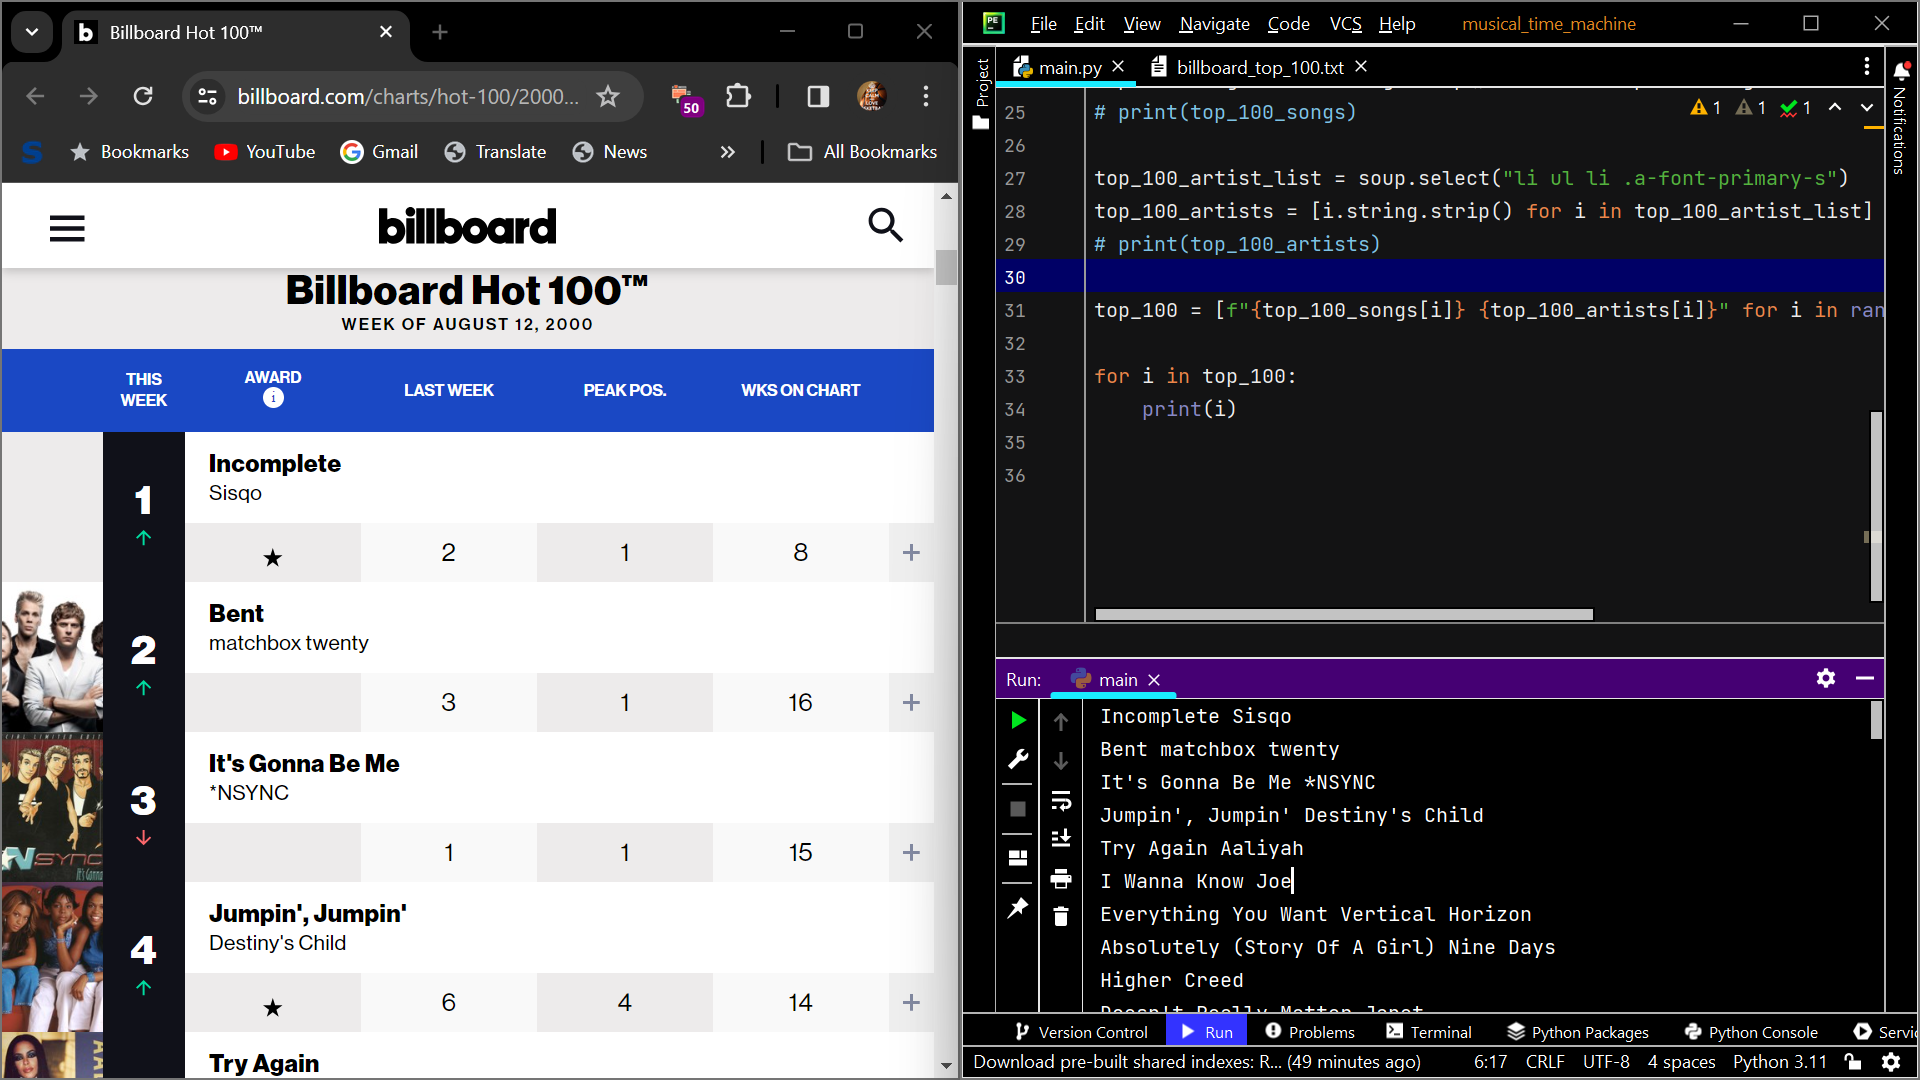 Billboard Hot 100™
billboard.com/charts/hot-100/2000...
50
Bookmarks
YouTube
Gmail
Translate
News
All Bookmarks
billboard
Billboard Hot 100™
WEEK OF AUGUST 12, 2000
THIS WEEK
AWARD
LAST WEEK
PEAK POS.
WKS ON CHART
1
Incomplete
Sisqo
2
1
8
2
Bent
matchbox twenty
3
1
16
3
It's Gonna Be Me
*NSYNC
1
1
15
4
Jumpin', Jumpin'
Destiny's Child
6
4
14
Try Again
File Edit View Navigate Code VCS Help musical_time_machine
Project
main.py
billboard_top_100.txt
Notifications
1 1 1
25 # print(top_100_songs)
26
27 top_100_artist_list = soup.select("li ul li .a-font-primary-s")
28 top_100_artists = [i.string.strip() for i in top_100_artist_list]
29 # print(top_100_artists)
30
31 top_100 = [f"{top_100_songs[i]} {top_100_artists[i]}" for i in ran
32
33 for i in top_100:
34 print(i)
35
36
Run: main
Incomplete Sisqo
Bent matchbox twenty
It's Gonna Be Me *NSYNC
Jumpin', Jumpin' Destiny's Child
Try Again Aaliyah
I Wanna Know Joe
Everything You Want Vertical Horizon
Absolutely (Story Of A Girl) Nine Days
Higher Creed
Doesn't Really Matter Janet
Version Control Run Problems Terminal Python Packages Python Console Servi
Download pre-built shared indexes: R... (49 minutes ago) 6:17 CRLF UTF-8 4 spaces Python 3.11